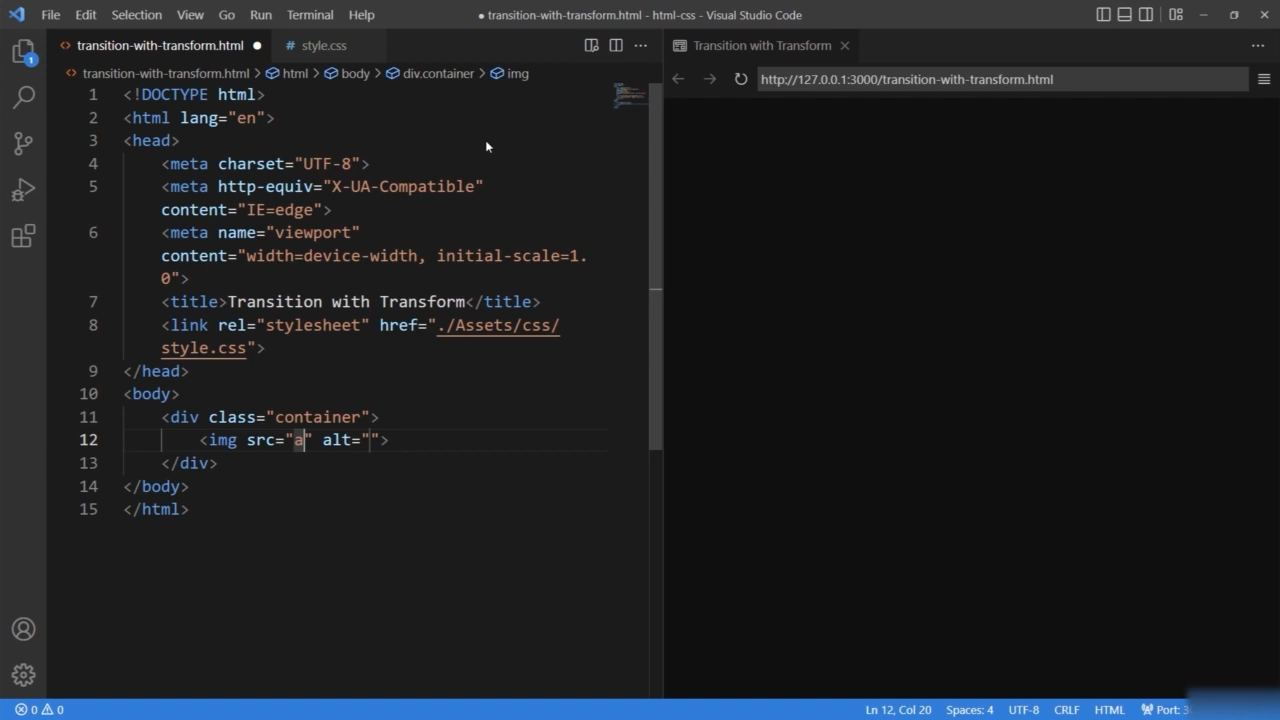 File Edit Selection View Go Run Terminal Help
● transition-with-transform.html - html-css - Visual Studio Code
transition-with-transform.html ●
# style.css
Transition with Transform
transition-with-transform.html > html > body > div.container > img
http://127.0.0.1:3000/transition-with-transform.html
1
1 <!DOCTYPE html>
2 <html lang="en">
3 <head>
4 <meta charset="UTF-8">
5 <meta http-equiv="X-UA-Compatible"
content="IE=edge">
6 <meta name="viewport"
content="width=device-width, initial-scale=1.
0">
7 <title>Transition with Transform</title>
8 <link rel="stylesheet" href="./Assets/css/
style.css">
9 </head>
10 <body>
11 <div class="container">
12 <img src="a" alt="">
13 </div>
14 </body>
15 </html>
0 0
Ln 12, Col 20 Spaces: 4 UTF-8 CRLF HTML Port: